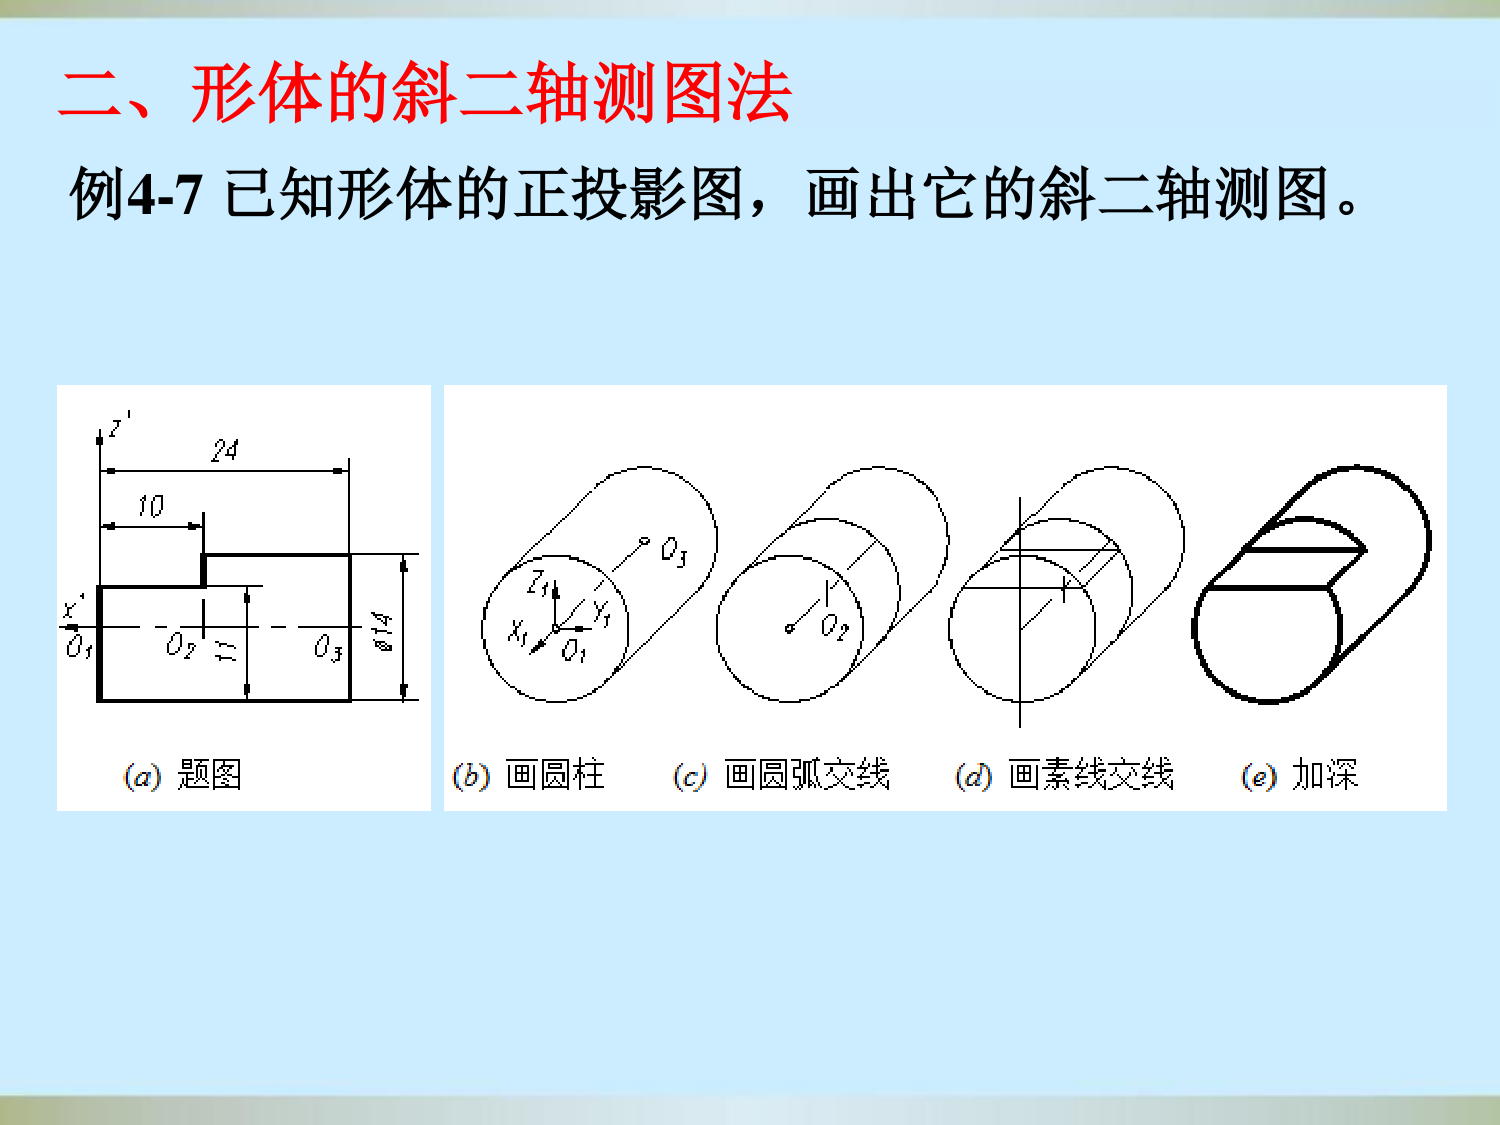 二、形体的斜二轴测图法
例4-7 已知形体的正投影图，画出它的斜二轴测图。
z'
24
10
x'
O1
O2
11
O3
ø14
(a) 题图
Z1
X1
Y1
O1
O3
O2
(b) 画圆柱
(c) 画圆弧交线
(d) 画素线交线
(e) 加深